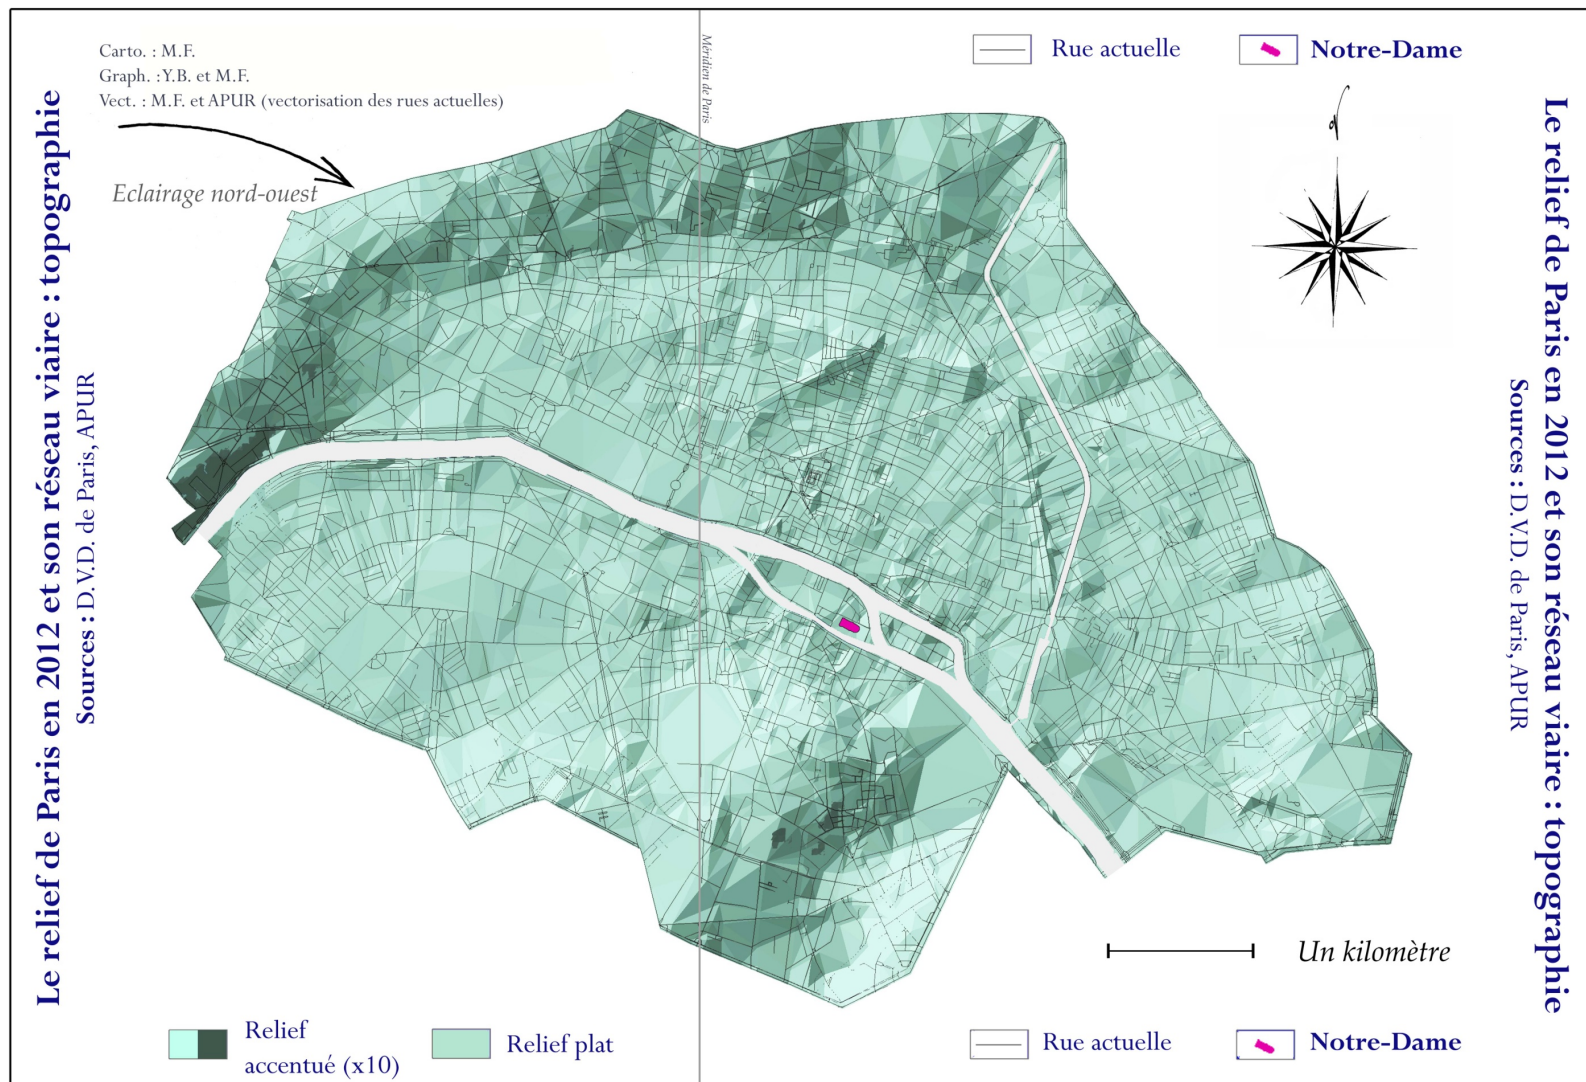 Carto. : M.F.
Graph. : Y.B. et M.F.
Vect. : M.F. et APUR (vectorisation des rues actuelles)
Eclairage nord-ouest
Méridien de Paris
Rue actuelle
Notre-Dame
Le relief de Paris en 2012 et son réseau viaire : topographie
Sources : D.V.D. de Paris, APUR
Le relief de Paris en 2012 et son réseau viaire : topographie
Sources : D.V.D. de Paris, APUR
Un kilomètre
Relief
accentué (x10)
Relief plat
Rue actuelle
Notre-Dame